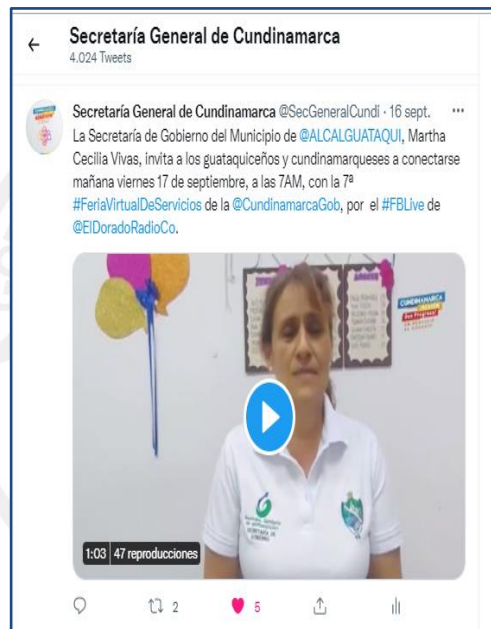 Secretaría General de Cundinamarca
4.024 Tweets
Secretaría General de Cundinamarca @SecGeneralCundi · 16 sept.
La Secretaría de Gobierno del Municipio de @ALCALGUATAQUI, Martha
Cecilia Vivas, invita a los guataquiceños y cundinamarqueses a conectarse
mañana viernes 17 de septiembre, a las 7AM, con la 7ª
#FeriaVirtualDeServicios de la @CundinamarcaGob, por el #FBLive de
@ElDoradoRadioCo.
CUNDINAMARCA
Que Progresa!
1:03 47 reproducciones
2
5